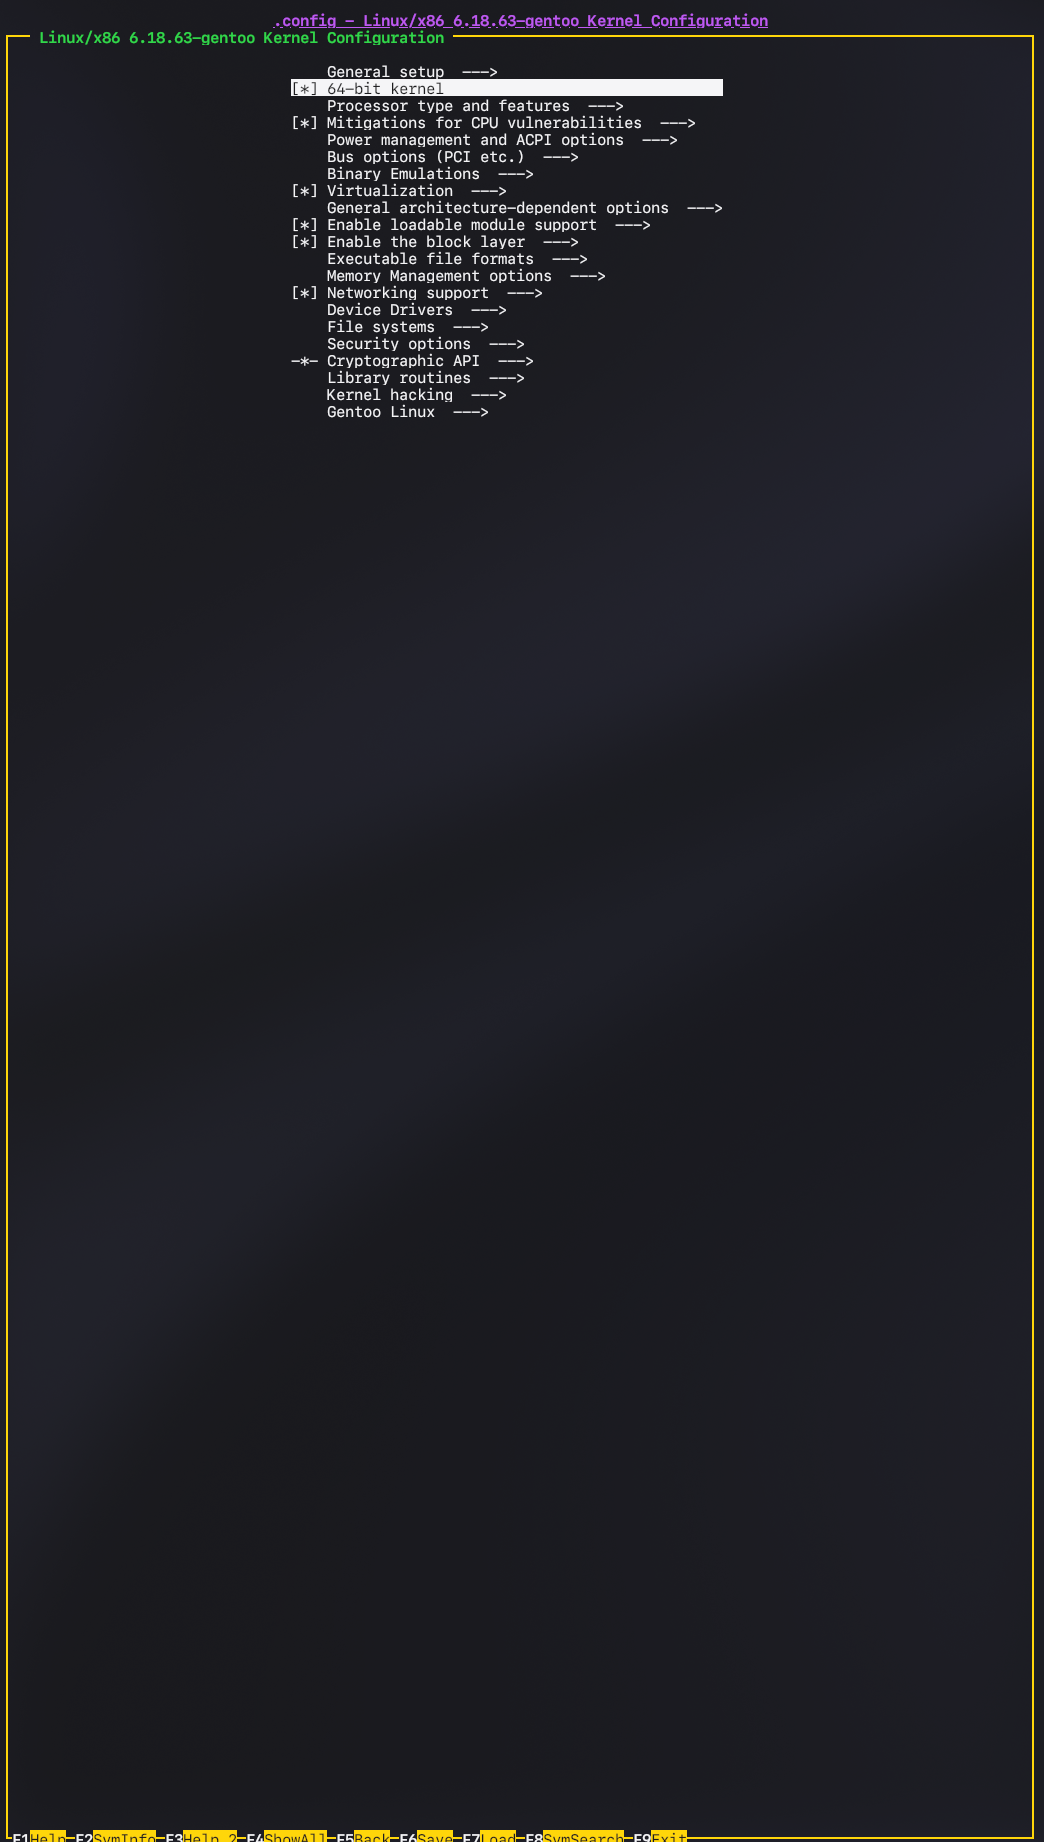 .config - Linux/x86 6.18.63-gentoo Kernel Configuration
Linux/x86 6.18.63-gentoo Kernel Configuration
General setup --->
[*] 64-bit kernel
Processor type and features --->
[*] Mitigations for CPU vulnerabilities --->
Power management and ACPI options --->
Bus options (PCI etc.) --->
Binary Emulations --->
[*] Virtualization --->
General architecture-dependent options --->
[*] Enable loadable module support --->
[*] Enable the block layer --->
Executable file formats --->
Memory Management options --->
[*] Networking support --->
Device Drivers --->
File systems --->
Security options --->
-*- Cryptographic API --->
Library routines --->
Kernel hacking --->
Gentoo Linux --->
F1Help-F2SymInfo-F3Help 2-F4ShowAll-F5Back-F6Save-F7Load-F8SymSearch-F9Exit